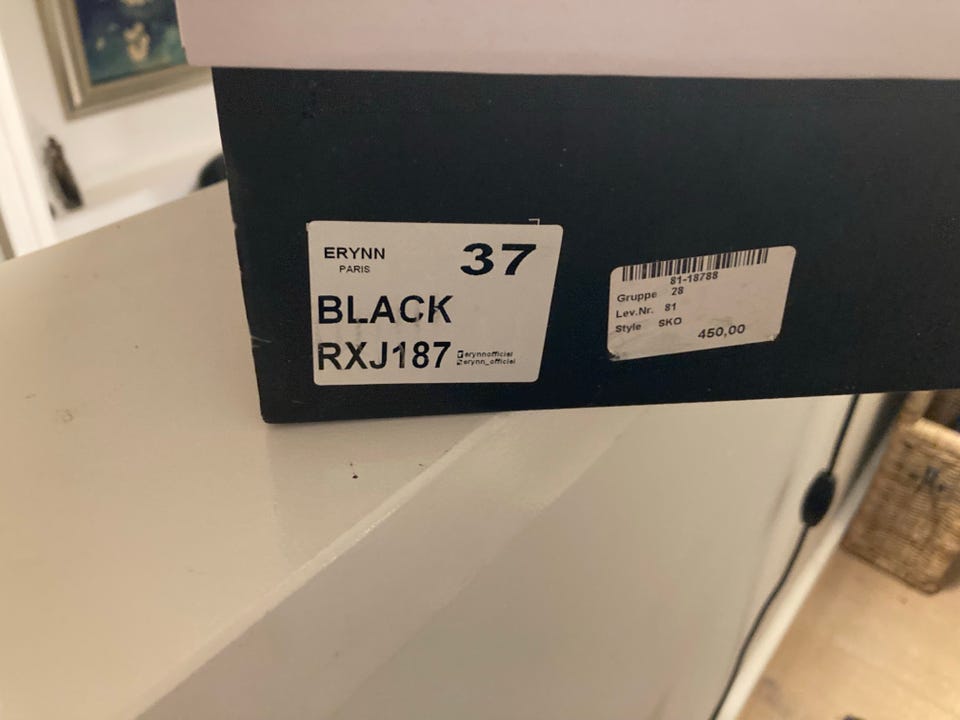 ERYNN
PARIS
37
BLACK
RXJ187
erynnofficiel
erynn_officiel
81-18788
Gruppe 28
Lev.Nr. 81
Style SKO
450,00